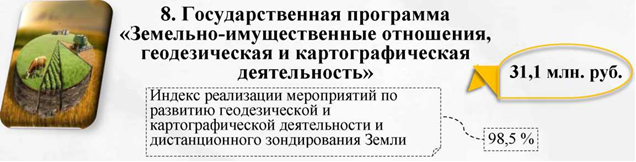 8. Государственная программа
«Земельно-имущественные отношения,
геодезическая и картографическая
деятельность»
31,1 млн. руб.
Индекс реализации мероприятий по
развитию геодезической и
картографической деятельности и
дистанционного зондирования Земли
98,5 %